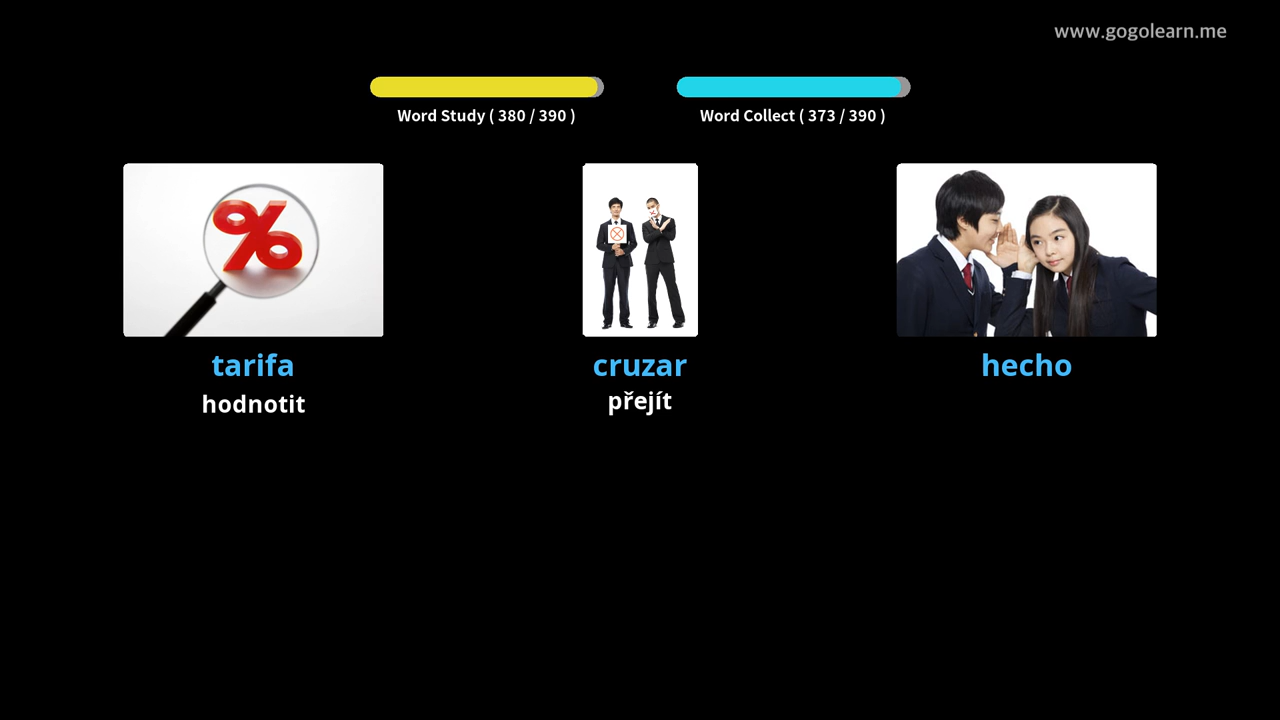 www.gogolearn.me
Word Study ( 380 / 390 )
Word Collect ( 373 / 390 )
tarifa
cruzar
hecho
hodnotit
přejít